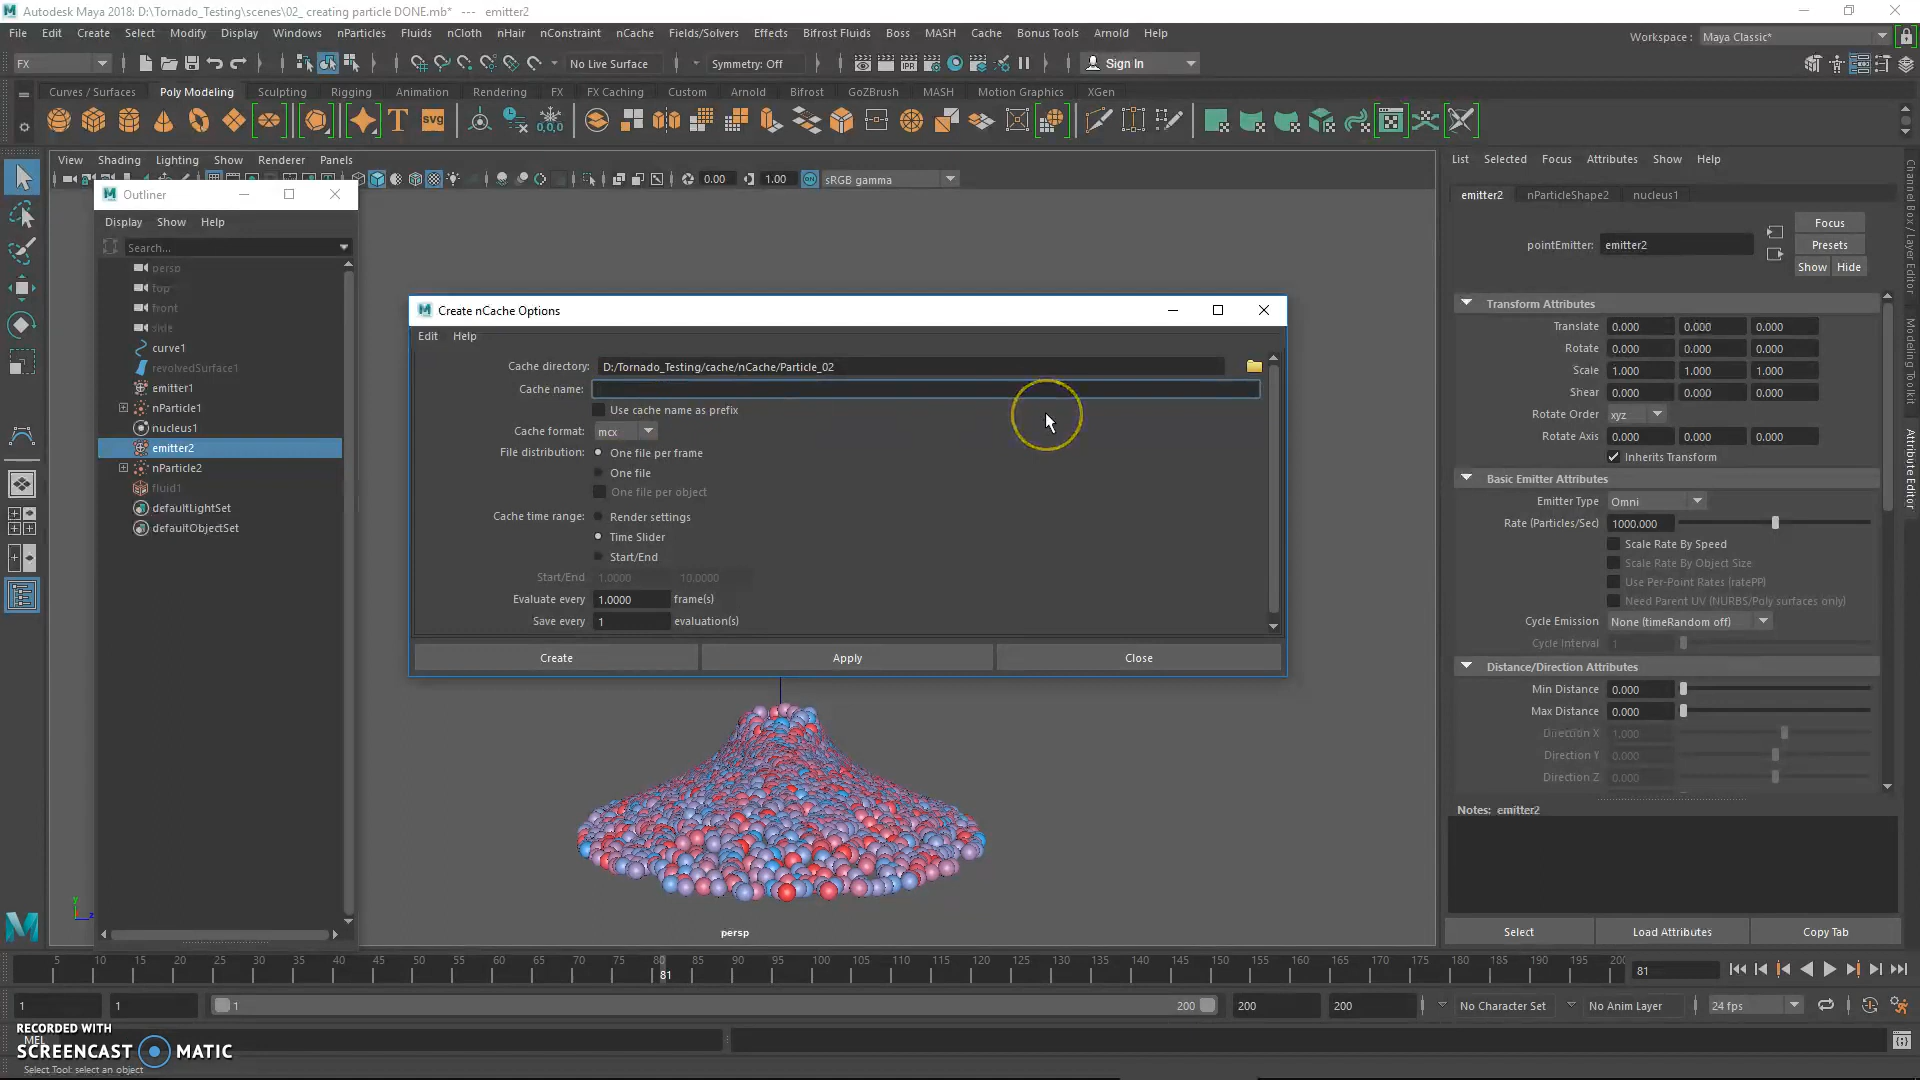 Autodesk Maya 2018: D:\Tornado_Testing\scenes\02_ creating particle DONE.mb* --- emitter2
File Edit Create Select Modify Display Windows nParticles Fluids nCloth nHair nConstraint nCache Fields/Solvers Effects Bifrost Fluids Boss MASH Cache Bonus Tools Arnold Help Workspace : Maya Classic*
FX No Live Surface Symmetry: Off Sign In
Curves / Surfaces Poly Modeling Sculpting Rigging Animation Rendering FX FX Caching Custom Arnold Bifrost GoZBrush MASH Motion Graphics XGen
View Shading Lighting Show Renderer Panels
0.00 1.00 sRGB gamma
Outliner
Display Show Help
Search...
persp
top
front
side
curve1
revolvedSurface1
emitter1
nParticle1
nucleus1
emitter2
nParticle2
fluid1
defaultLightSet
defaultObjectSet
Create nCache Options
Edit Help
Cache directory: D:/Tornado_Testing/cache/nCache/Particle_02
Cache name:
Use cache name as prefix
Cache format: mcx
File distribution: One file per frame
One file
One file per object
Cache time range: Render settings
Time Slider
Start/End
Start/End 1.0000 10.0000
Evaluate every 1.0000 frame(s)
Save every 1 evaluation(s)
Create Apply Close
persp
List Selected Focus Attributes Show Help
emitter2 nParticleShape2 nucleus1
Focus
pointEmitter: emitter2 Presets
Show Hide
Transform Attributes
Translate 0.000 0.000 0.000
Rotate 0.000 0.000 0.000
Scale 1.000 1.000 1.000
Shear 0.000 0.000 0.000
Rotate Order xyz
Rotate Axis 0.000 0.000 0.000
Inherits Transform
Basic Emitter Attributes
Emitter Type Omni
Rate (Particles/Sec) 1000.000
Scale Rate By Speed
Scale Rate By Object Size
Use Per-Point Rates (ratePP)
Need Parent UV (NURBS/Poly surfaces only)
Cycle Emission None (timeRandom off)
Cycle Interval 1
Distance/Direction Attributes
Min Distance 0.000
Max Distance 0.000
Direction X 1.000
Direction Y 0.000
Direction Z 0.000
Notes: emitter2
Select Load Attributes Copy Tab
Channel Box / Layer Editor
Modeling Toolkit
Attribute Editor
5 10 15 20 25 30 35 40 45 50 55 60 65 70 75 80 85 90 95 100 105 110 115 120 125 130 135 140 145 150 155 160 165 170 175 180 185 190 195 200
81 81
1 1 1 200 200 200 No Character Set No Anim Layer 24 fps
MEL
RECORDED WITH
SCREENCAST MATIC
Select Tool: select an object